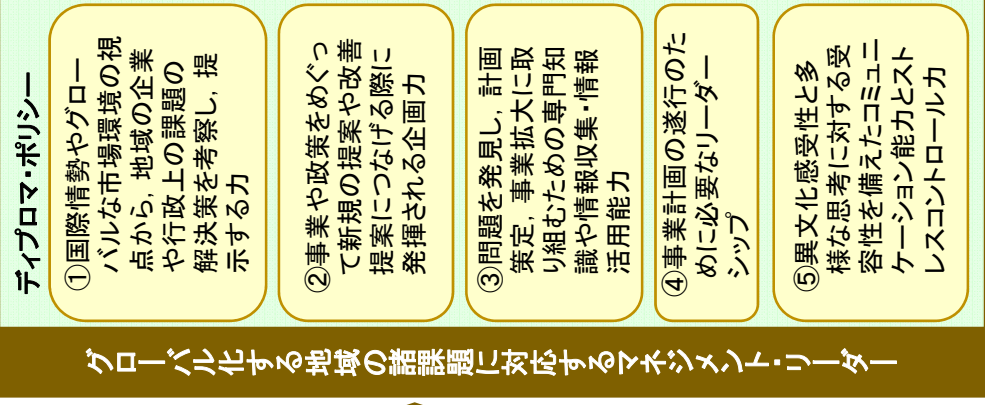 ディプロマ・ポリシー
①国際情勢やグロー
バルな市場環境の視
点から，地域の企業
や行政上の課題の
解決策を考察し，提
示する力
②事業や政策をめぐっ
て新規の提案や改善
提案につなげる際に
発揮される企画力
③問題を発見し，計画
策定，事業拡大に取
り組むための専門知
識や情報収集・情報
活用能力
④事業計画の遂行のた
めに必要なリーダー
シップ
⑤異文化感受性と多
様な思考に対する受
容性を備えたコミュニ
ケーション能力とスト
レスコントロール力
グローバル化する地域の諸課題に対応するマネジメント・リーダー